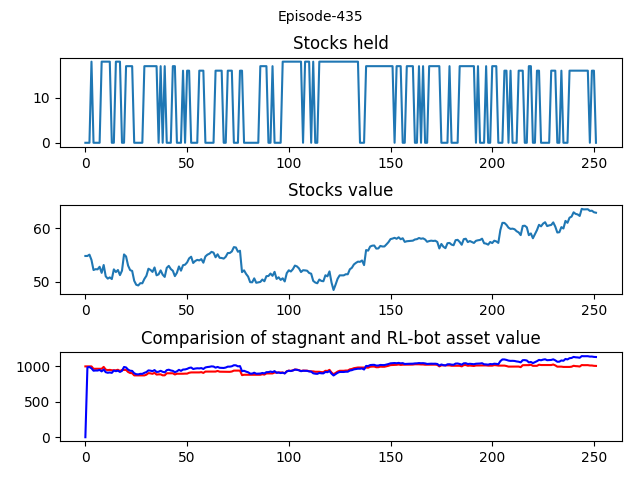 Episode-435
Stocks held
10
0
0 50 100 150 200 250
Stocks value
60
50
0 50 100 150 200 250
Comparision of stagnant and RL-bot asset value
1000
500
0
0 50 100 150 200 250